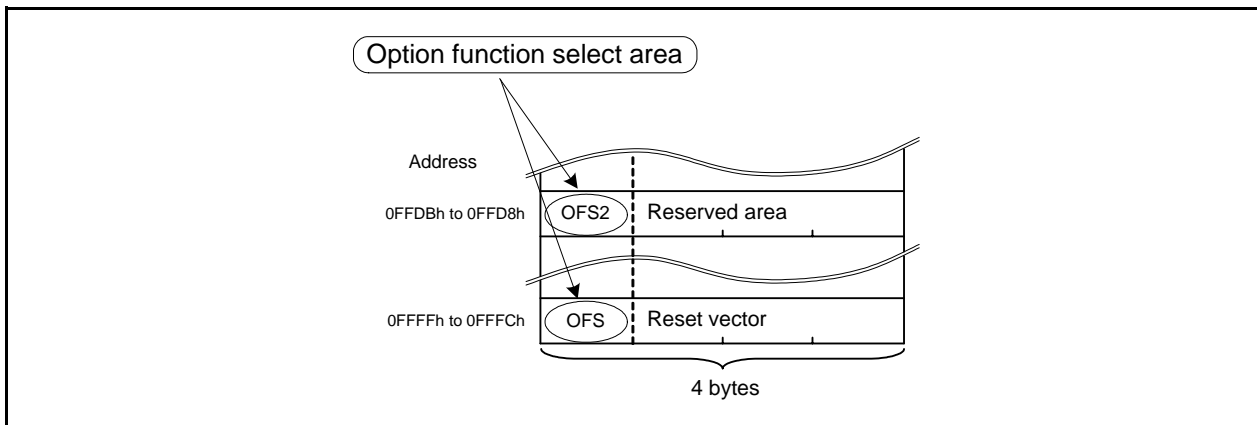 Option function select area
Address
0FFDBh to 0FFD8h OFS2 Reserved area
0FFFFh to 0FFFCh OFS Reset vector
4 bytes